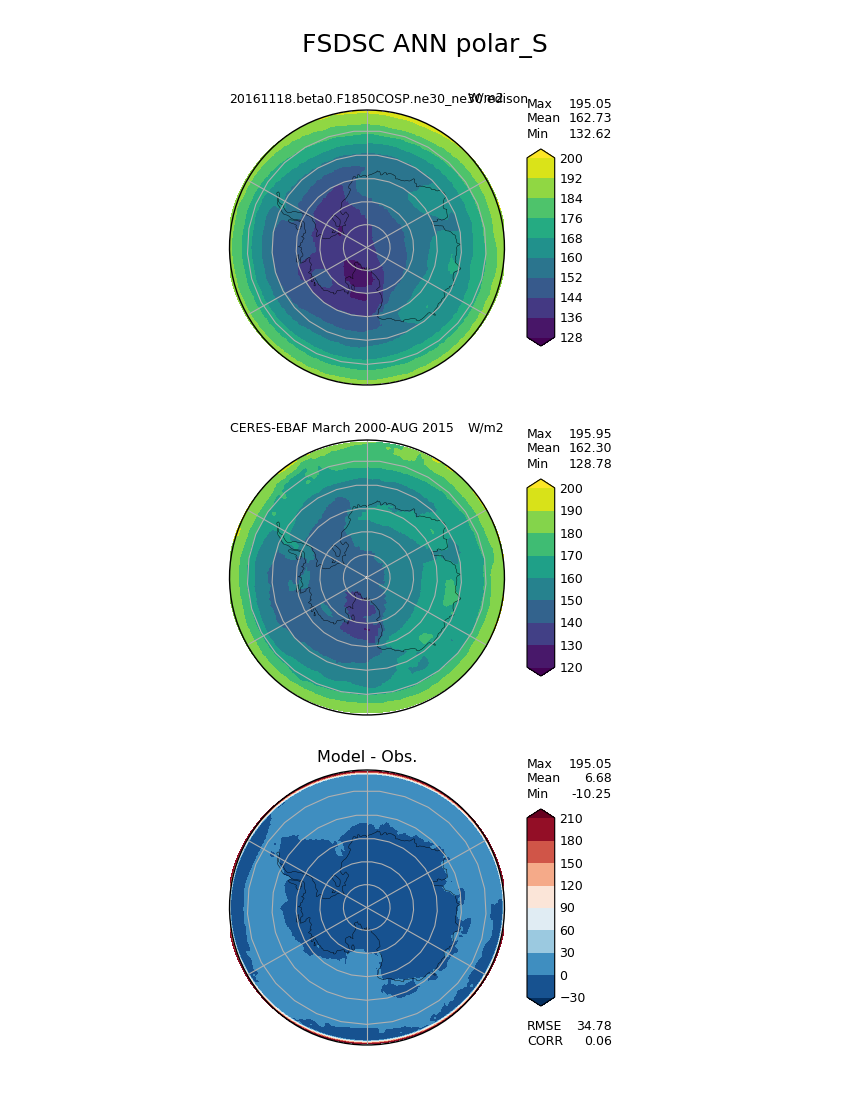 FSDSC ANN polar_S
20161118.beta0.F1850COSP.ne30_ne30.edison
W/m2
Max 195.05
Mean 162.73
Min 132.62
200
192
184
176
168
160
152
144
136
128
CERES-EBAF March 2000-AUG 2015 W/m2
Max 195.95
Mean 162.30
Min 128.78
200
190
180
170
160
150
140
130
120
Model - Obs.
Max 195.05
Mean 6.68
Min -10.25
210
180
150
120
90
60
30
0
−30
RMSE 34.78
CORR 0.06